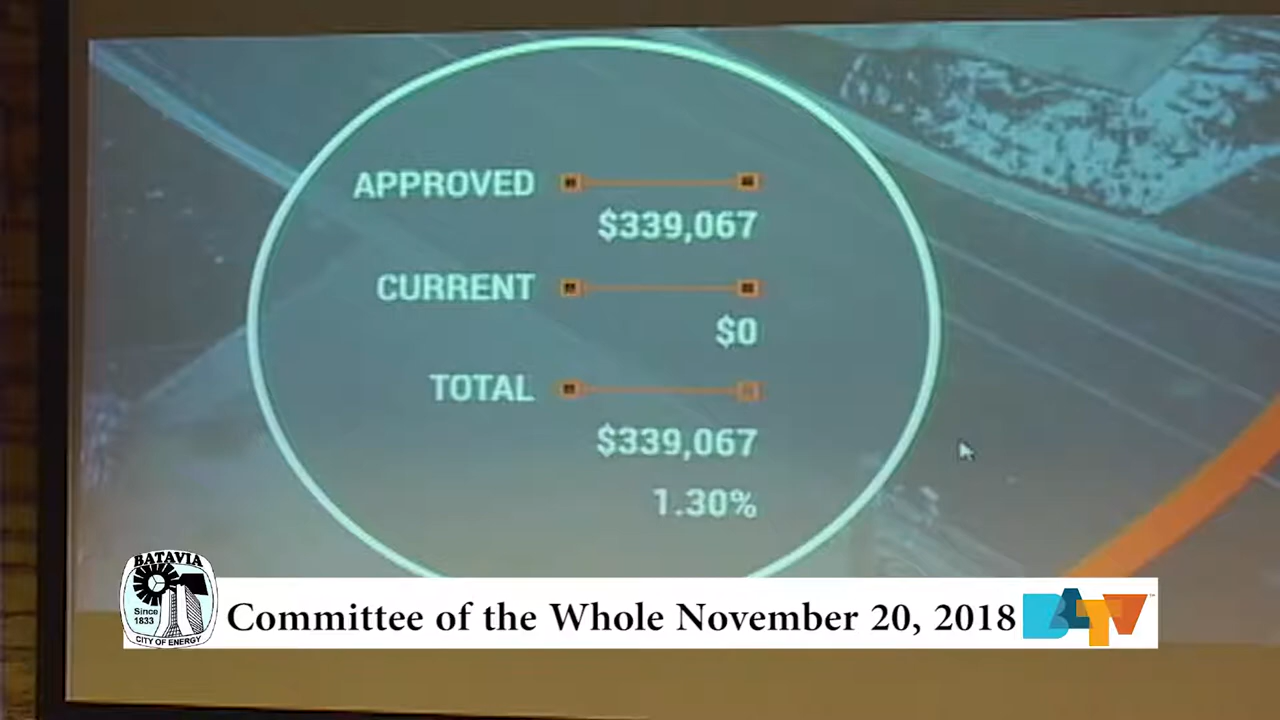 APPROVED
$339,067
CURRENT
$0
TOTAL
$339,067
1.30%
BATAVIA
Since
1833
CITY OF ENERGY
Committee of the Whole November 20, 2018
BATV